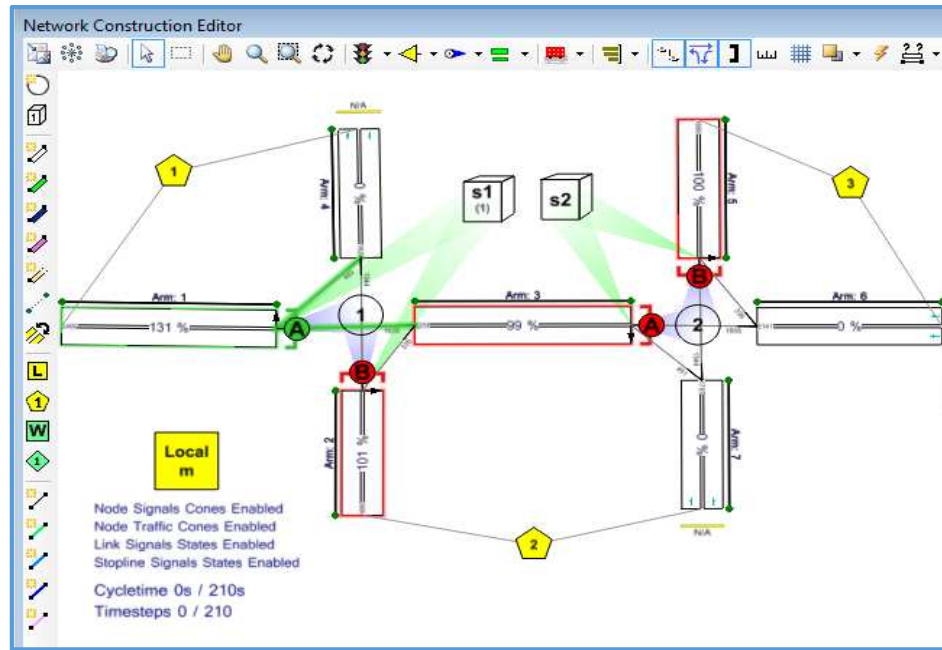 Network Construction Editor
N/A
1
Arm: 4
0 %
s1
(1)
s2
100 %
Arm: 5
3
Arm: 1
131 %
A
1
Arm: 3
99 %
A
B
2
Arm: 6
0 %
B
Arm: 2
101 %
0 %
Arm: 7
N/A
2
Local
m
Node Signals Cones Enabled
Node Traffic Cones Enabled
Link Signals States Enabled
Stopline Signals States Enabled
Cycletime 0s / 210s
Timesteps 0 / 210
1
L
1
W
1